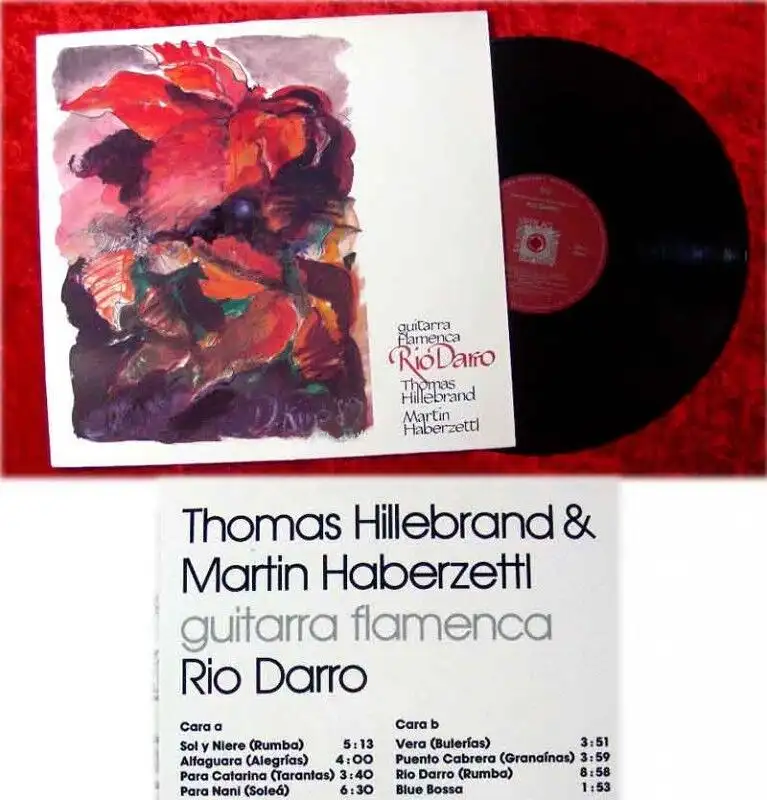 guitarra
flamenca
Rio Darro
Thomas
Hillebrand
Martin
Haberzettl
Thomas Hillebrand &
Martin Haberzettl
guitarra flamenca
Rio Darro
Cara a
Sol y Niere (Rumba) 5:13
Alfaguara (Alegrías) 4:00
Para Catarina (Tarantas) 3:40
Para Nani (Soleá) 6:30
Cara b
Vera (Bulerías) 3:51
Puento Cabrera (Granaínas) 3:59
Rio Darro (Rumba) 8:58
Blue Bossa 1:53